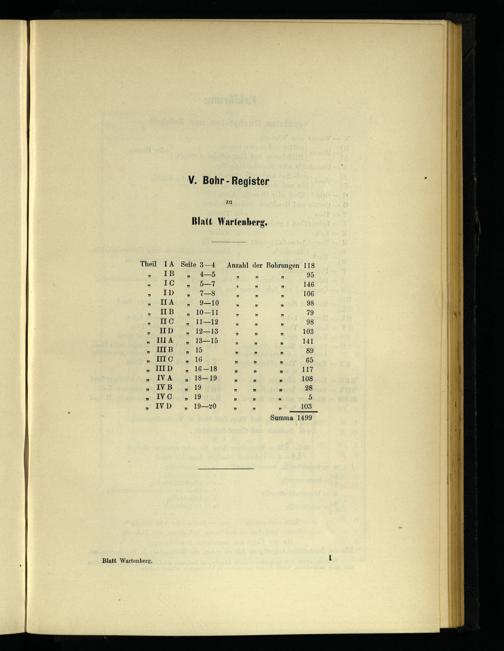 V. Bohr-Register
zu
Blatt Wartenberg.
Theil I A Seite 3—4 Anzahl der Bohrungen 118
„ I B „ 4—5 „ „ „ 95
„ I C „ 5—7 „ „ „ 146
„ I D „ 7—8 „ „ „ 106
„ II A „ 9—10 „ „ „ 98
„ II B „ 10—11 „ „ „ 79
„ II C „ 11—12 „ „ „ 98
„ II D „ 12—13 „ „ „ 103
„ III A „ 13—15 „ „ „ 141
„ III B „ 15 „ „ „ 89
„ III C „ 16 „ „ „ 65
„ III D „ 16—18 „ „ „ 117
„ IV A „ 18—19 „ „ „ 108
„ IV B „ 19 „ „ „ 28
„ IV C „ 19 „ „ „ 5
„ IV D „ 19—20 „ „ „ 103
Summa 1499
Blatt Wartenberg. 1